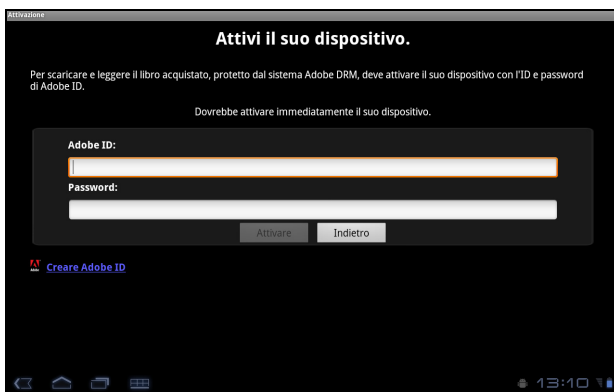 Attivazione
Attivi il suo dispositivo.
Per scaricare e leggere il libro acquistato, protetto dal sistema Adobe DRM, deve attivare il suo dispositivo con l'ID e password
di Adobe ID.
Dovrebbe attivare immediatamente il suo dispositivo.
Adobe ID:
Password:
Attivare Indietro
Adobe Creare Adobe ID
13:10